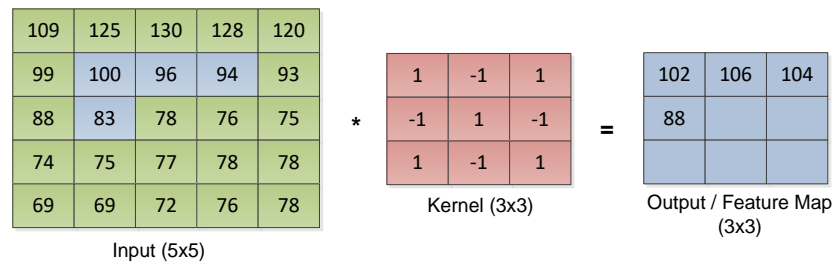 109 125 130 128 120
99 100 96 94 93
88 83 78 76 75
74 75 77 78 78
69 69 72 76 78
Input (5x5)
*
1 -1 1
-1 1 -1
1 -1 1
Kernel (3x3)
=
102 106 104
88
Output / Feature Map
(3x3)